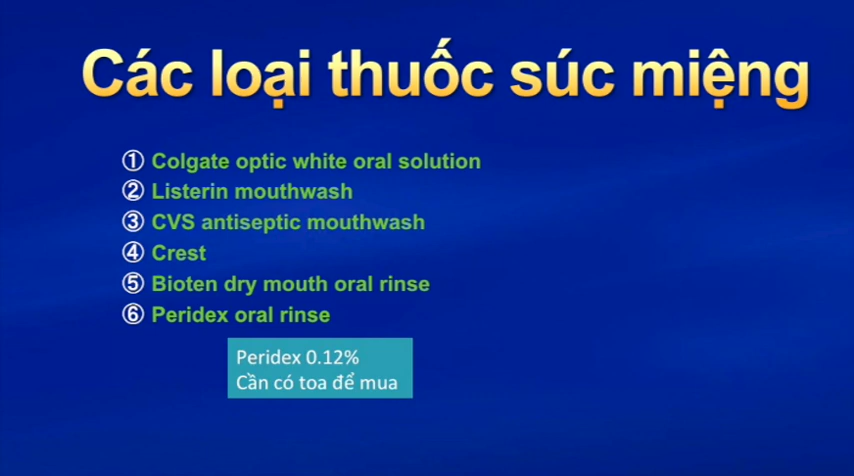 Các loại thuốc súc miệng
① Colgate optic white oral solution
② Listerin mouthwash
③ CVS antiseptic mouthwash
④ Crest
⑤ Bioten dry mouth oral rinse
⑥ Peridex oral rinse
Peridex 0.12%
Cần có toa để mua